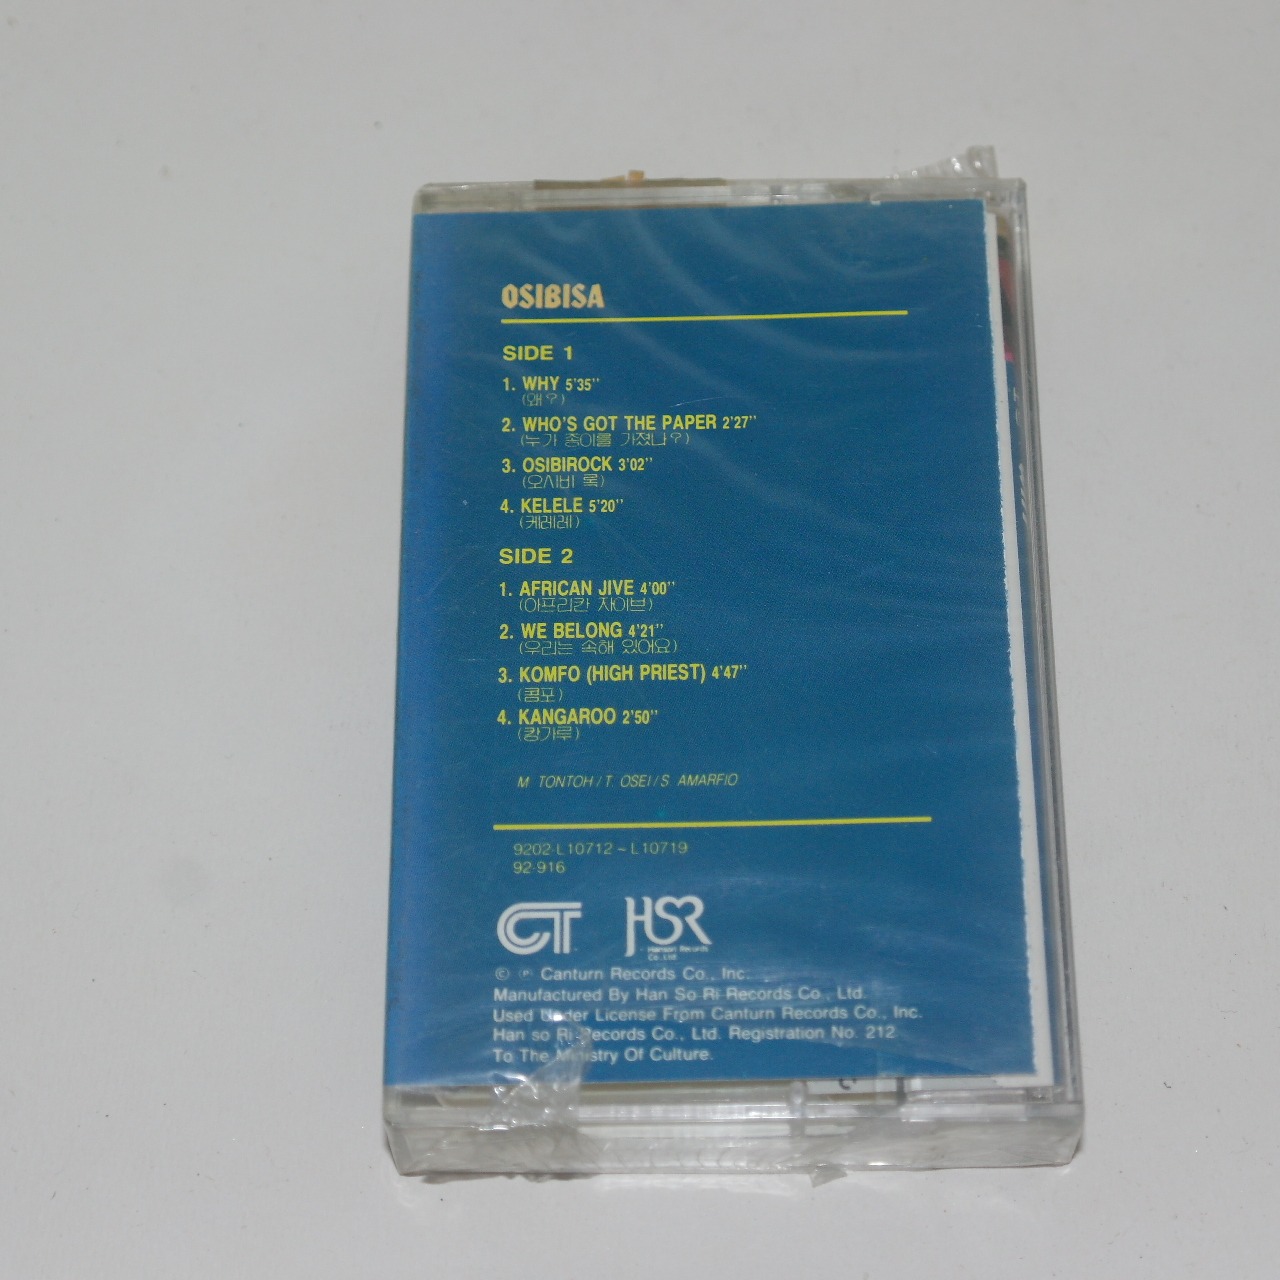 OSIBISA
SIDE 1
1. WHY 5'35''
(왜?)
2. WHO'S GOT THE PAPER 2'27''
(누가 종이를 가졌나?)
3. OSIBIROCK 3'02''
(오시비 록)
4. KELELE 5'20''
(케레레)
SIDE 2
1. AFRICAN JIVE 4'00''
(아프리칸 자이브)
2. WE BELONG 4'21''
(우리는 속해 있어요)
3. KOMFO (HIGH PRIEST) 4'47''
(콤포)
4. KANGAROO 2'50''
(캉가루)
M TONTOH / T. OSEI / S AMARFIO
9202-L10712 ~ L10719
92-916
CT HSR
Hansori Records
Co., Ltd
© ℗ Canturn Records Co., Inc.
Manufactured By Han So Ri Records Co., Ltd.
Used Under License From Canturn Records Co., Inc.
Han so Ri Records Co., Ltd. Registration No. 212
To The Ministry Of Culture.